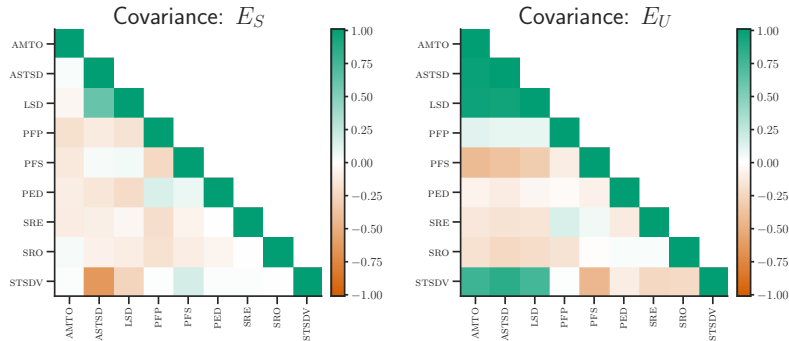 Covariance: E_S
AMTO
ASTSD
LSD
PFP
PFS
PED
SRE
SRO
STSDV
AMTO
ASTSD
LSD
PFP
PFS
PED
SRE
SRO
STSDV
1.00
0.75
0.50
0.25
0.00
−0.25
−0.50
−0.75
−1.00
Covariance: E_U
AMTO
ASTSD
LSD
PFP
PFS
PED
SRE
SRO
STSDV
AMTO
ASTSD
LSD
PFP
PFS
PED
SRE
SRO
STSDV
1.00
0.75
0.50
0.25
0.00
−0.25
−0.50
−0.75
−1.00